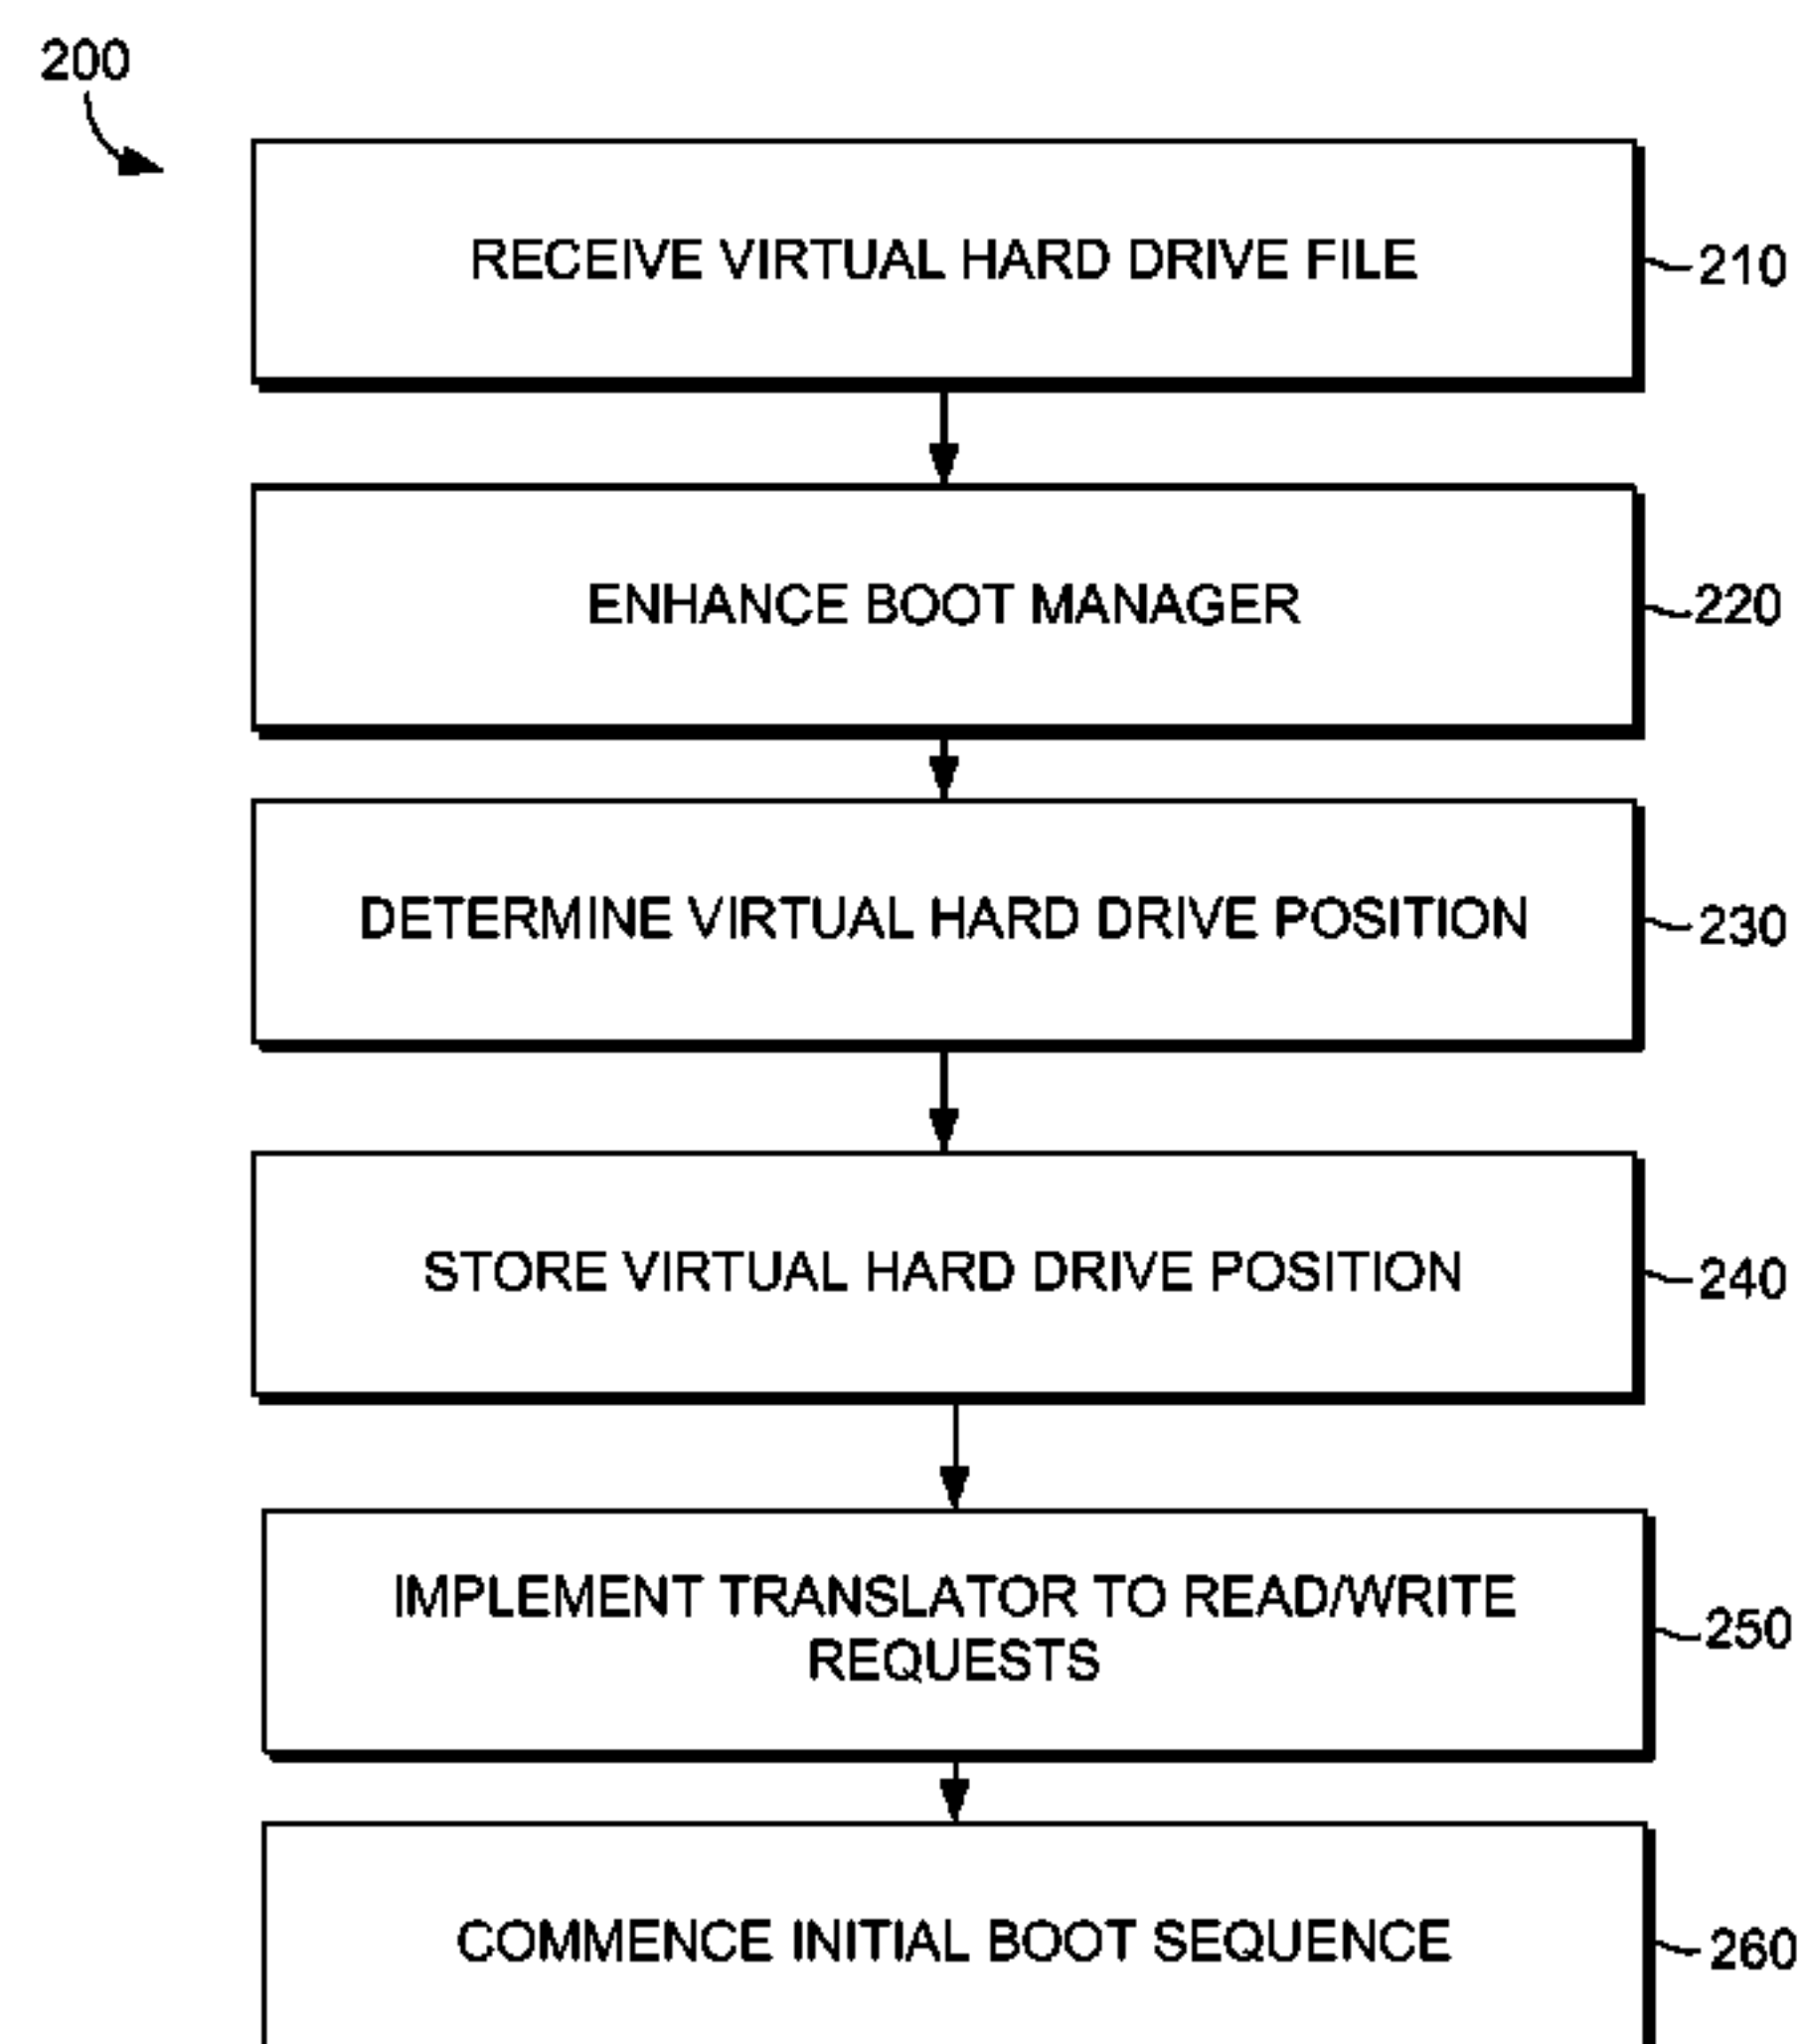 200
RECEIVE VIRTUAL HARD DRIVE FILE
210
ENHANCE BOOT MANAGER
220
DETERMINE VIRTUAL HARD DRIVE POSITION
230
STORE VIRTUAL HARD DRIVE POSITION
240
IMPLEMENT TRANSLATOR TO READ/WRITE
REQUESTS
250
COMMENCE INITIAL BOOT SEQUENCE
260